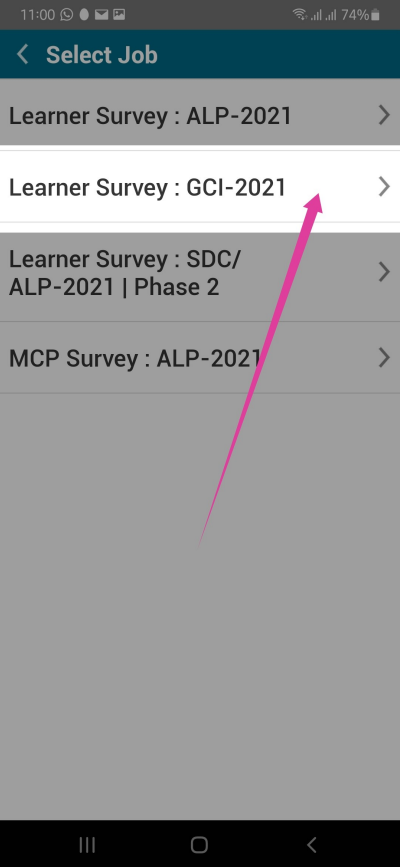 11:00 74%
Select Job
Learner Survey : ALP-2021
Learner Survey : GCI-2021
Learner Survey : SDC/
ALP-2021 | Phase 2
MCP Survey : ALP-2021